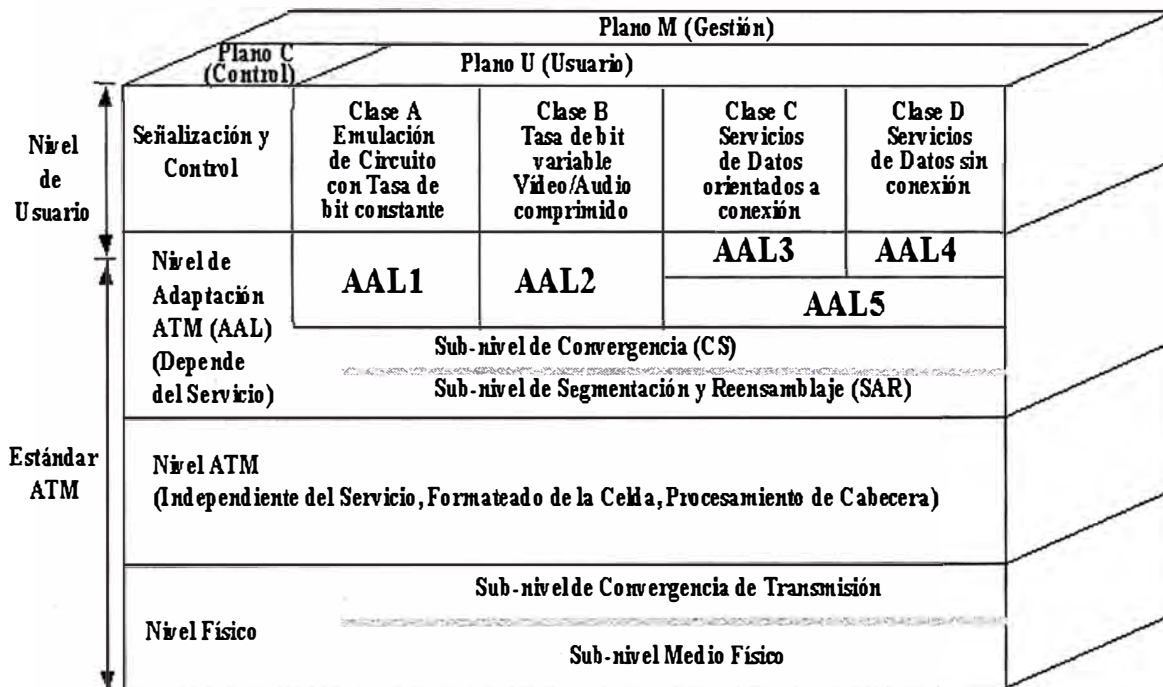 Plano M (Gestión)
Plano C
(Control)
Plano U (Usuario)
Nivel
de
Usuario
Señalización y
Control
Clase A
Emulación
de Circuito
con Tasa de
bit constante
Clase B
Tasa de bit
variable
Vídeo/Audio
comprimido
Clase C
Servicios
de Datos
orientados a
conexión
Clase D
Servicios
de Datos sin
conexión
Nivel de
Adaptación
ATM (AAL)
(Depende
del Servicio)
AAL1
AAL2
AAL3
AAL4
AAL5
Sub-nivel de Convergencia (CS)
Sub-nivel de Segmentación y Reensamblaje (SAR)
Estándar
ATM
Nivel ATM
(Independiente del Servicio, Formateado de la Celda, Procesamiento de Cabecera)
Nivel Físico
Sub-nivel de Convergencia de Transmisión
Sub-nivel Medio Físico